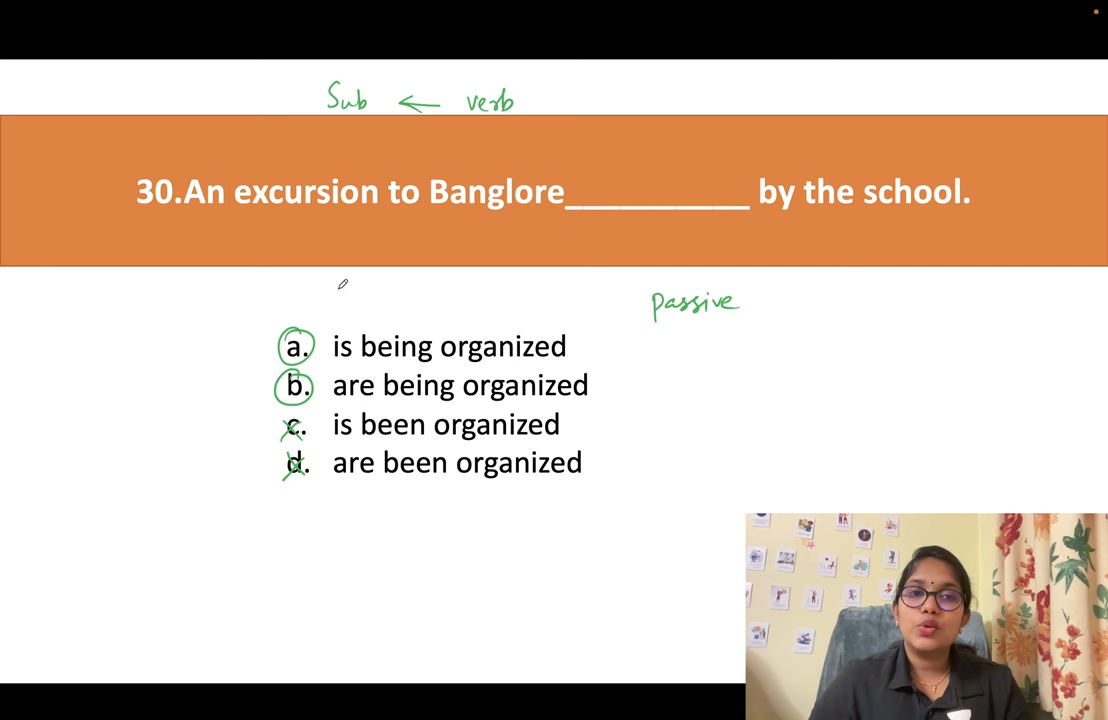 Sub ← verb
30.An excursion to Banglore__________ by the school.
passive
a. is being organized
b. are being organized
c. is been organized
d. are been organized